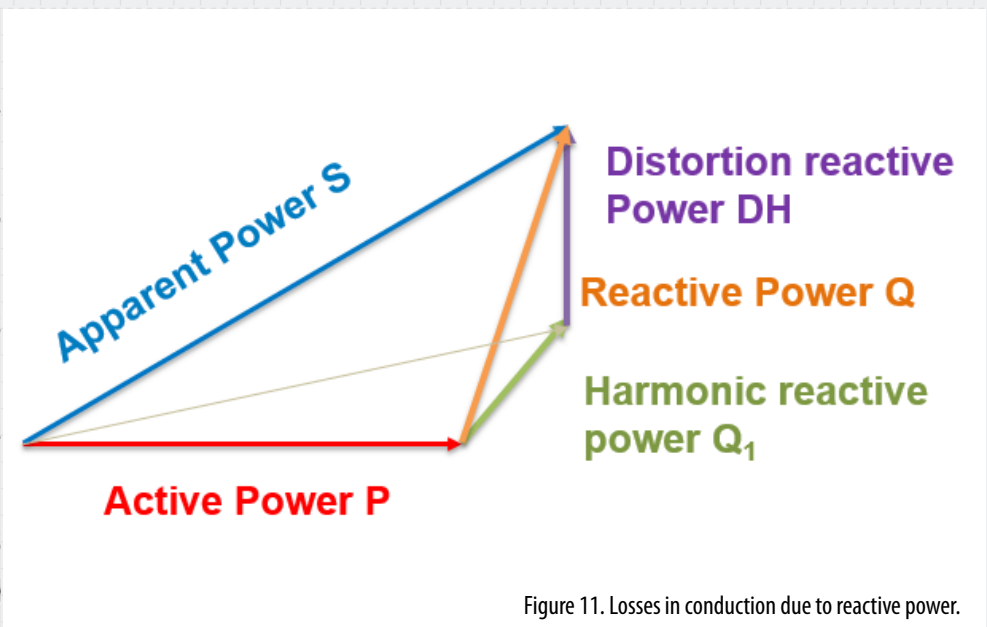 Apparent Power S
Distortion reactive
Power DH
Reactive Power Q
Harmonic reactive
power Q₁
Active Power P
Figure 11. Losses in conduction due to reactive power.